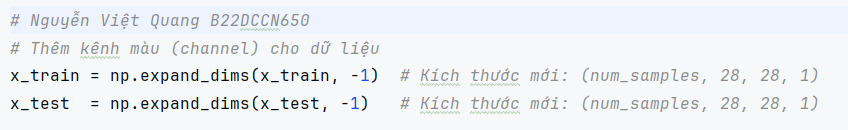 # Nguyễn Việt Quang B22DCCN650
# Thêm kênh màu (channel) cho dữ liệu
x_train = np.expand_dims(x_train, -1)  # Kích thước mới: (num_samples, 28, 28, 1)
x_test  = np.expand_dims(x_test, -1)   # Kích thước mới: (num_samples, 28, 28, 1)